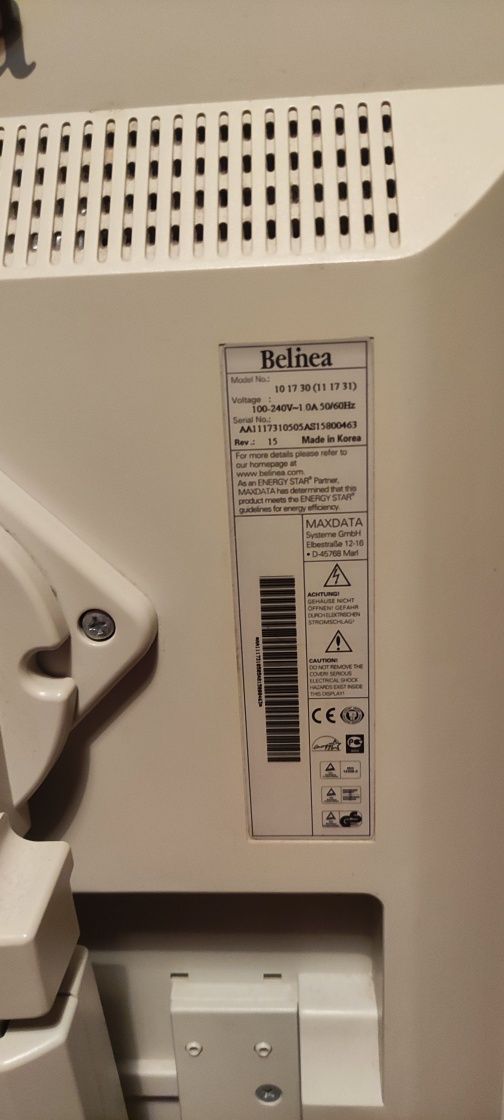 Belinea
Model No.:
10 17 30 (11 17 31)
Voltage :
100-240V~1.0A 50/60Hz
Serial No.:
AA1117310505AS15800463
Rev .: 15 Made in Korea
For more details please refer to
our homepage at
www.belinea.com.
As an ENERGY STAR® Partner,
MAXDATA has determined that this
product meets the ENERGY STAR®
guidelines for energy efficiency.
MAXDATA
Systeme GmbH
Elbestraße 12-16
• D-45768 Marl
ACHTUNG!
GEHÄUSE NICHT
ÖFFNEN! GEFAHR
DURCH ELEKTRISCHEN
STROMSCHLAG!
CAUTION!
DO NOT REMOVE THE
COVER! SERIOUS
ELECTRICAL SHOCK
HAZARDS EXIST INSIDE
THIS DISPLAY!
CE